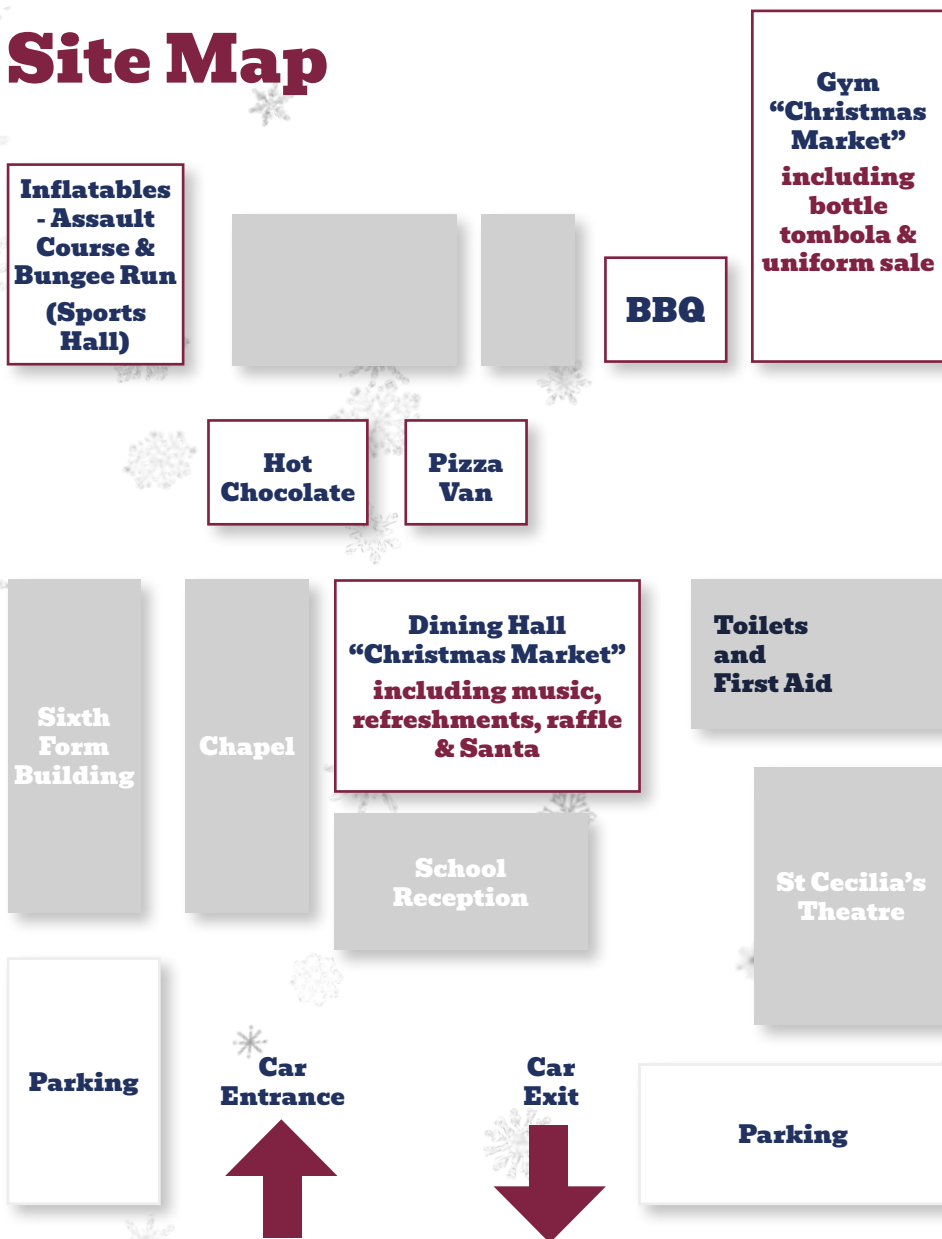 Site Map
Gym
“Christmas
Market”
including
bottle
tombola &
uniform sale
Inflatables
- Assault
Course &
Bungee Run
(Sports
Hall)
BBQ
Hot
Chocolate
Pizza
Van
Dining Hall
“Christmas Market”
including music,
refreshments, raffle
& Santa
Toilets
and
First Aid
Sixth
Form
Building
Chapel
School
Reception
St Cecilia’s
Theatre
Parking
Car
Entrance
Car
Exit
Parking